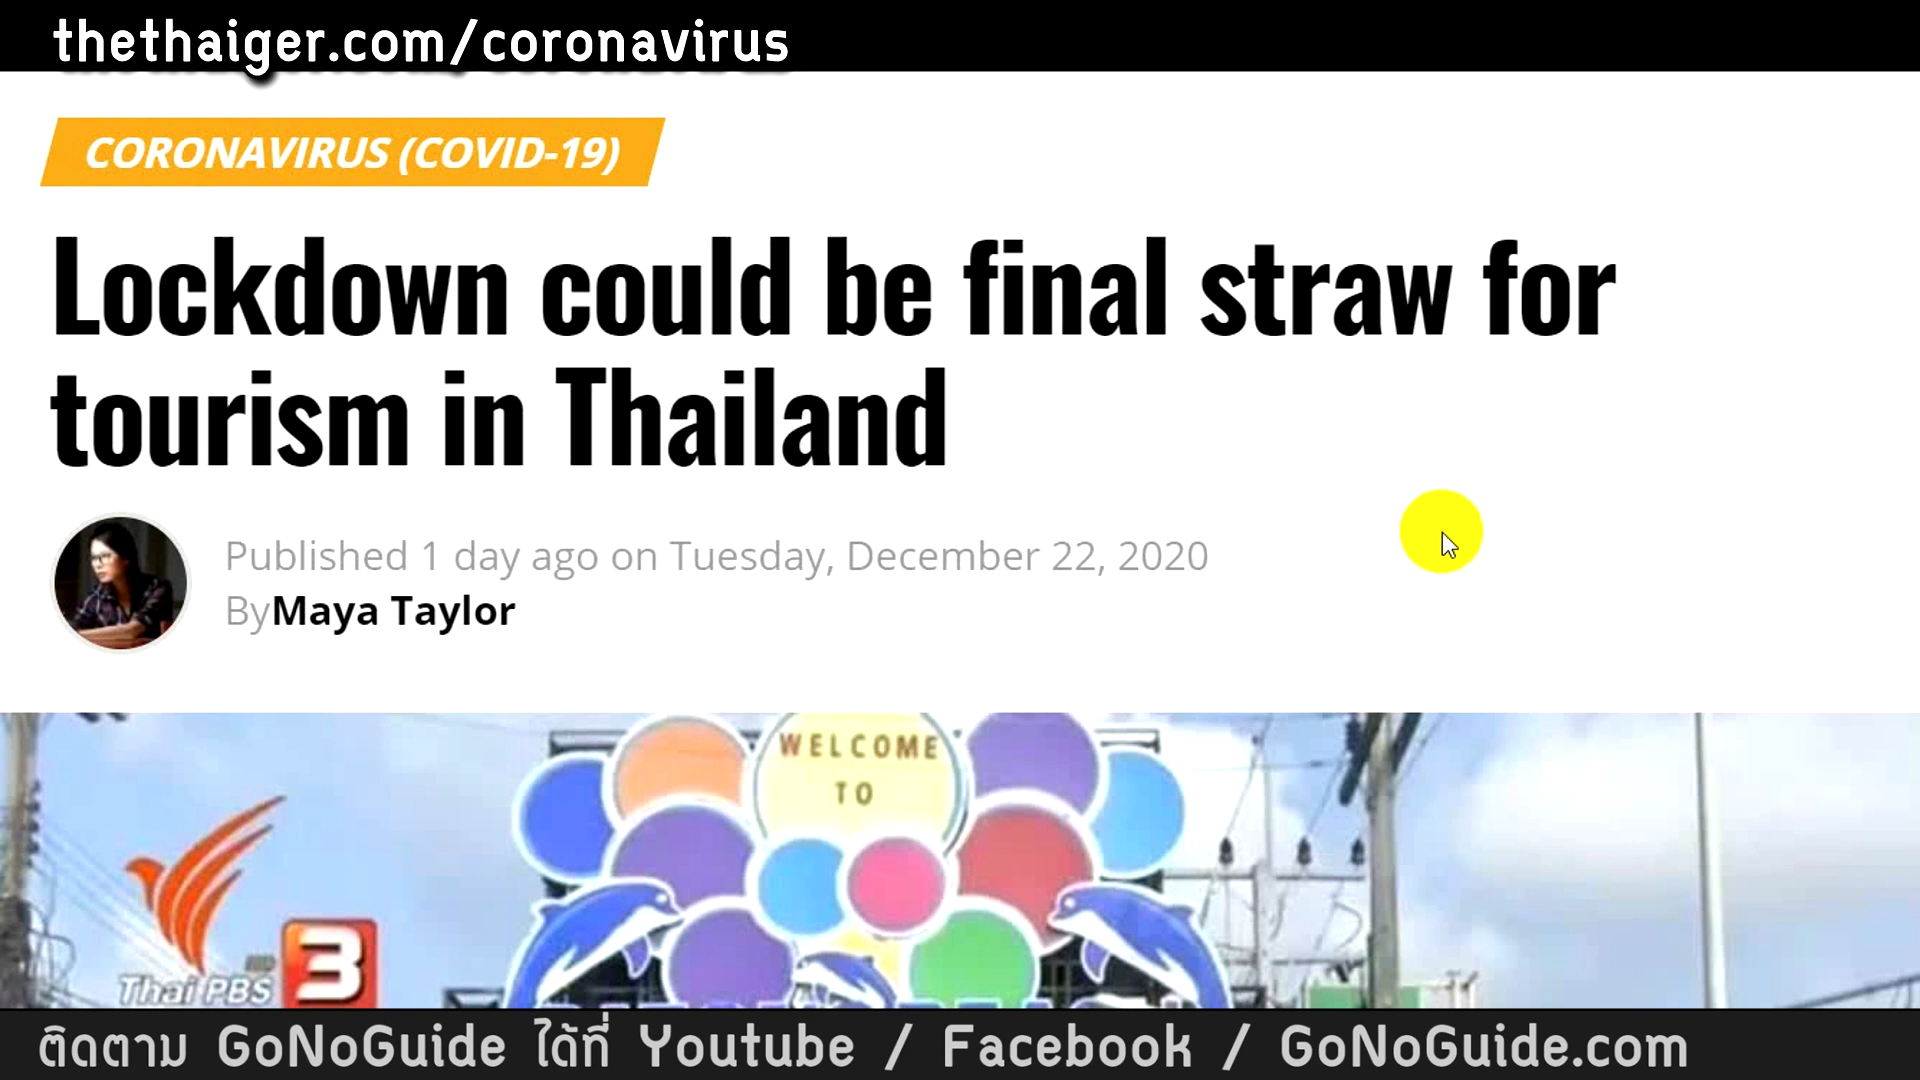 thethaiger.com/coronavirus
CORONAVIRUS (COVID-19)
Lockdown could be final straw for
tourism in Thailand
Published 1 day ago on Tuesday, December 22, 2020
ByMaya Taylor
WELCOME
TO
Thai PBS HD 3
ติดตาม GoNoGuide ได้ที่ Youtube / Facebook / GoNoGuide.com